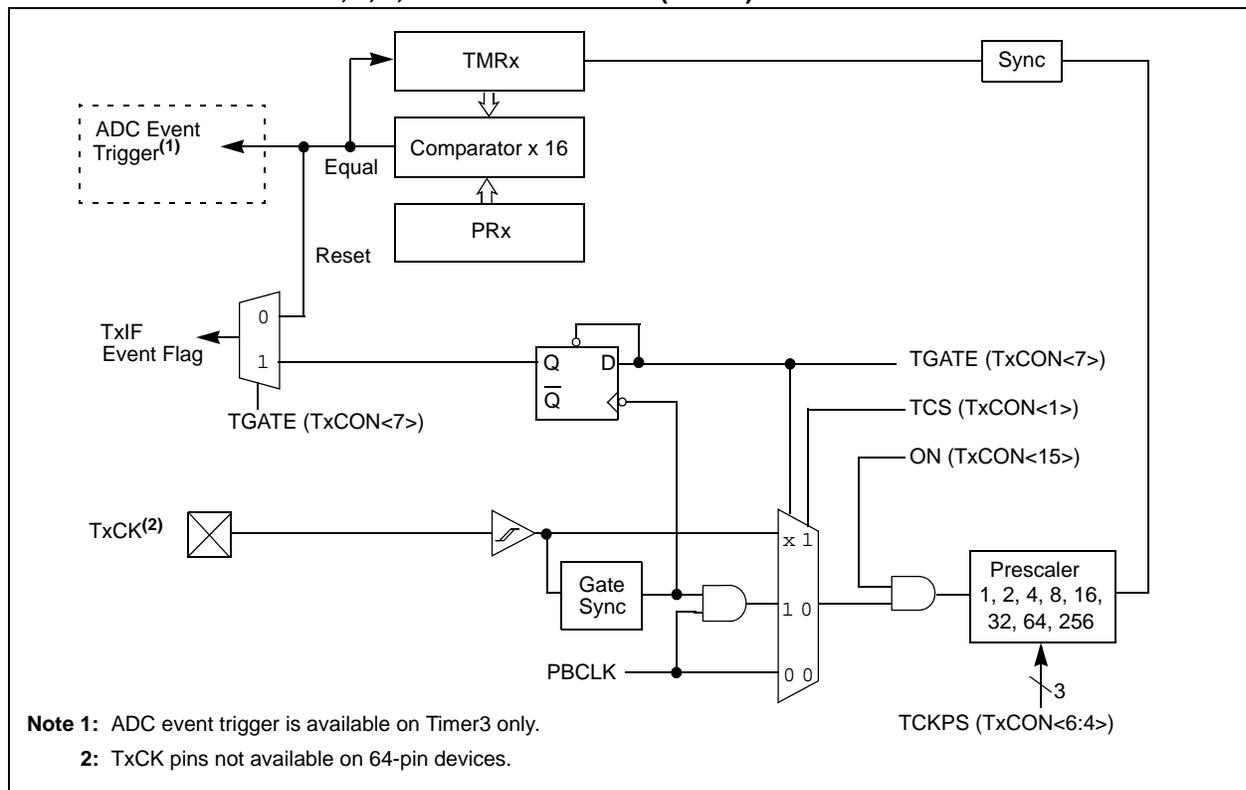 TMRx
Sync
ADC Event
Trigger(1)
Equal
Comparator x 16
PRx
Reset
0
TxIF
Event Flag
1
Q D
Q
TGATE (TxCON<7>)
TGATE (TxCON<7>)
TCS (TxCON<1>)
ON (TxCON<15>)
TxCK(2)
x 1
Gate
Sync
1 0
Prescaler
1, 2, 4, 8, 16,
32, 64, 256
PBCLK
0 0
3
TCKPS (TxCON<6:4>)
Note 1: ADC event trigger is available on Timer3 only.
2: TxCK pins not available on 64-pin devices.